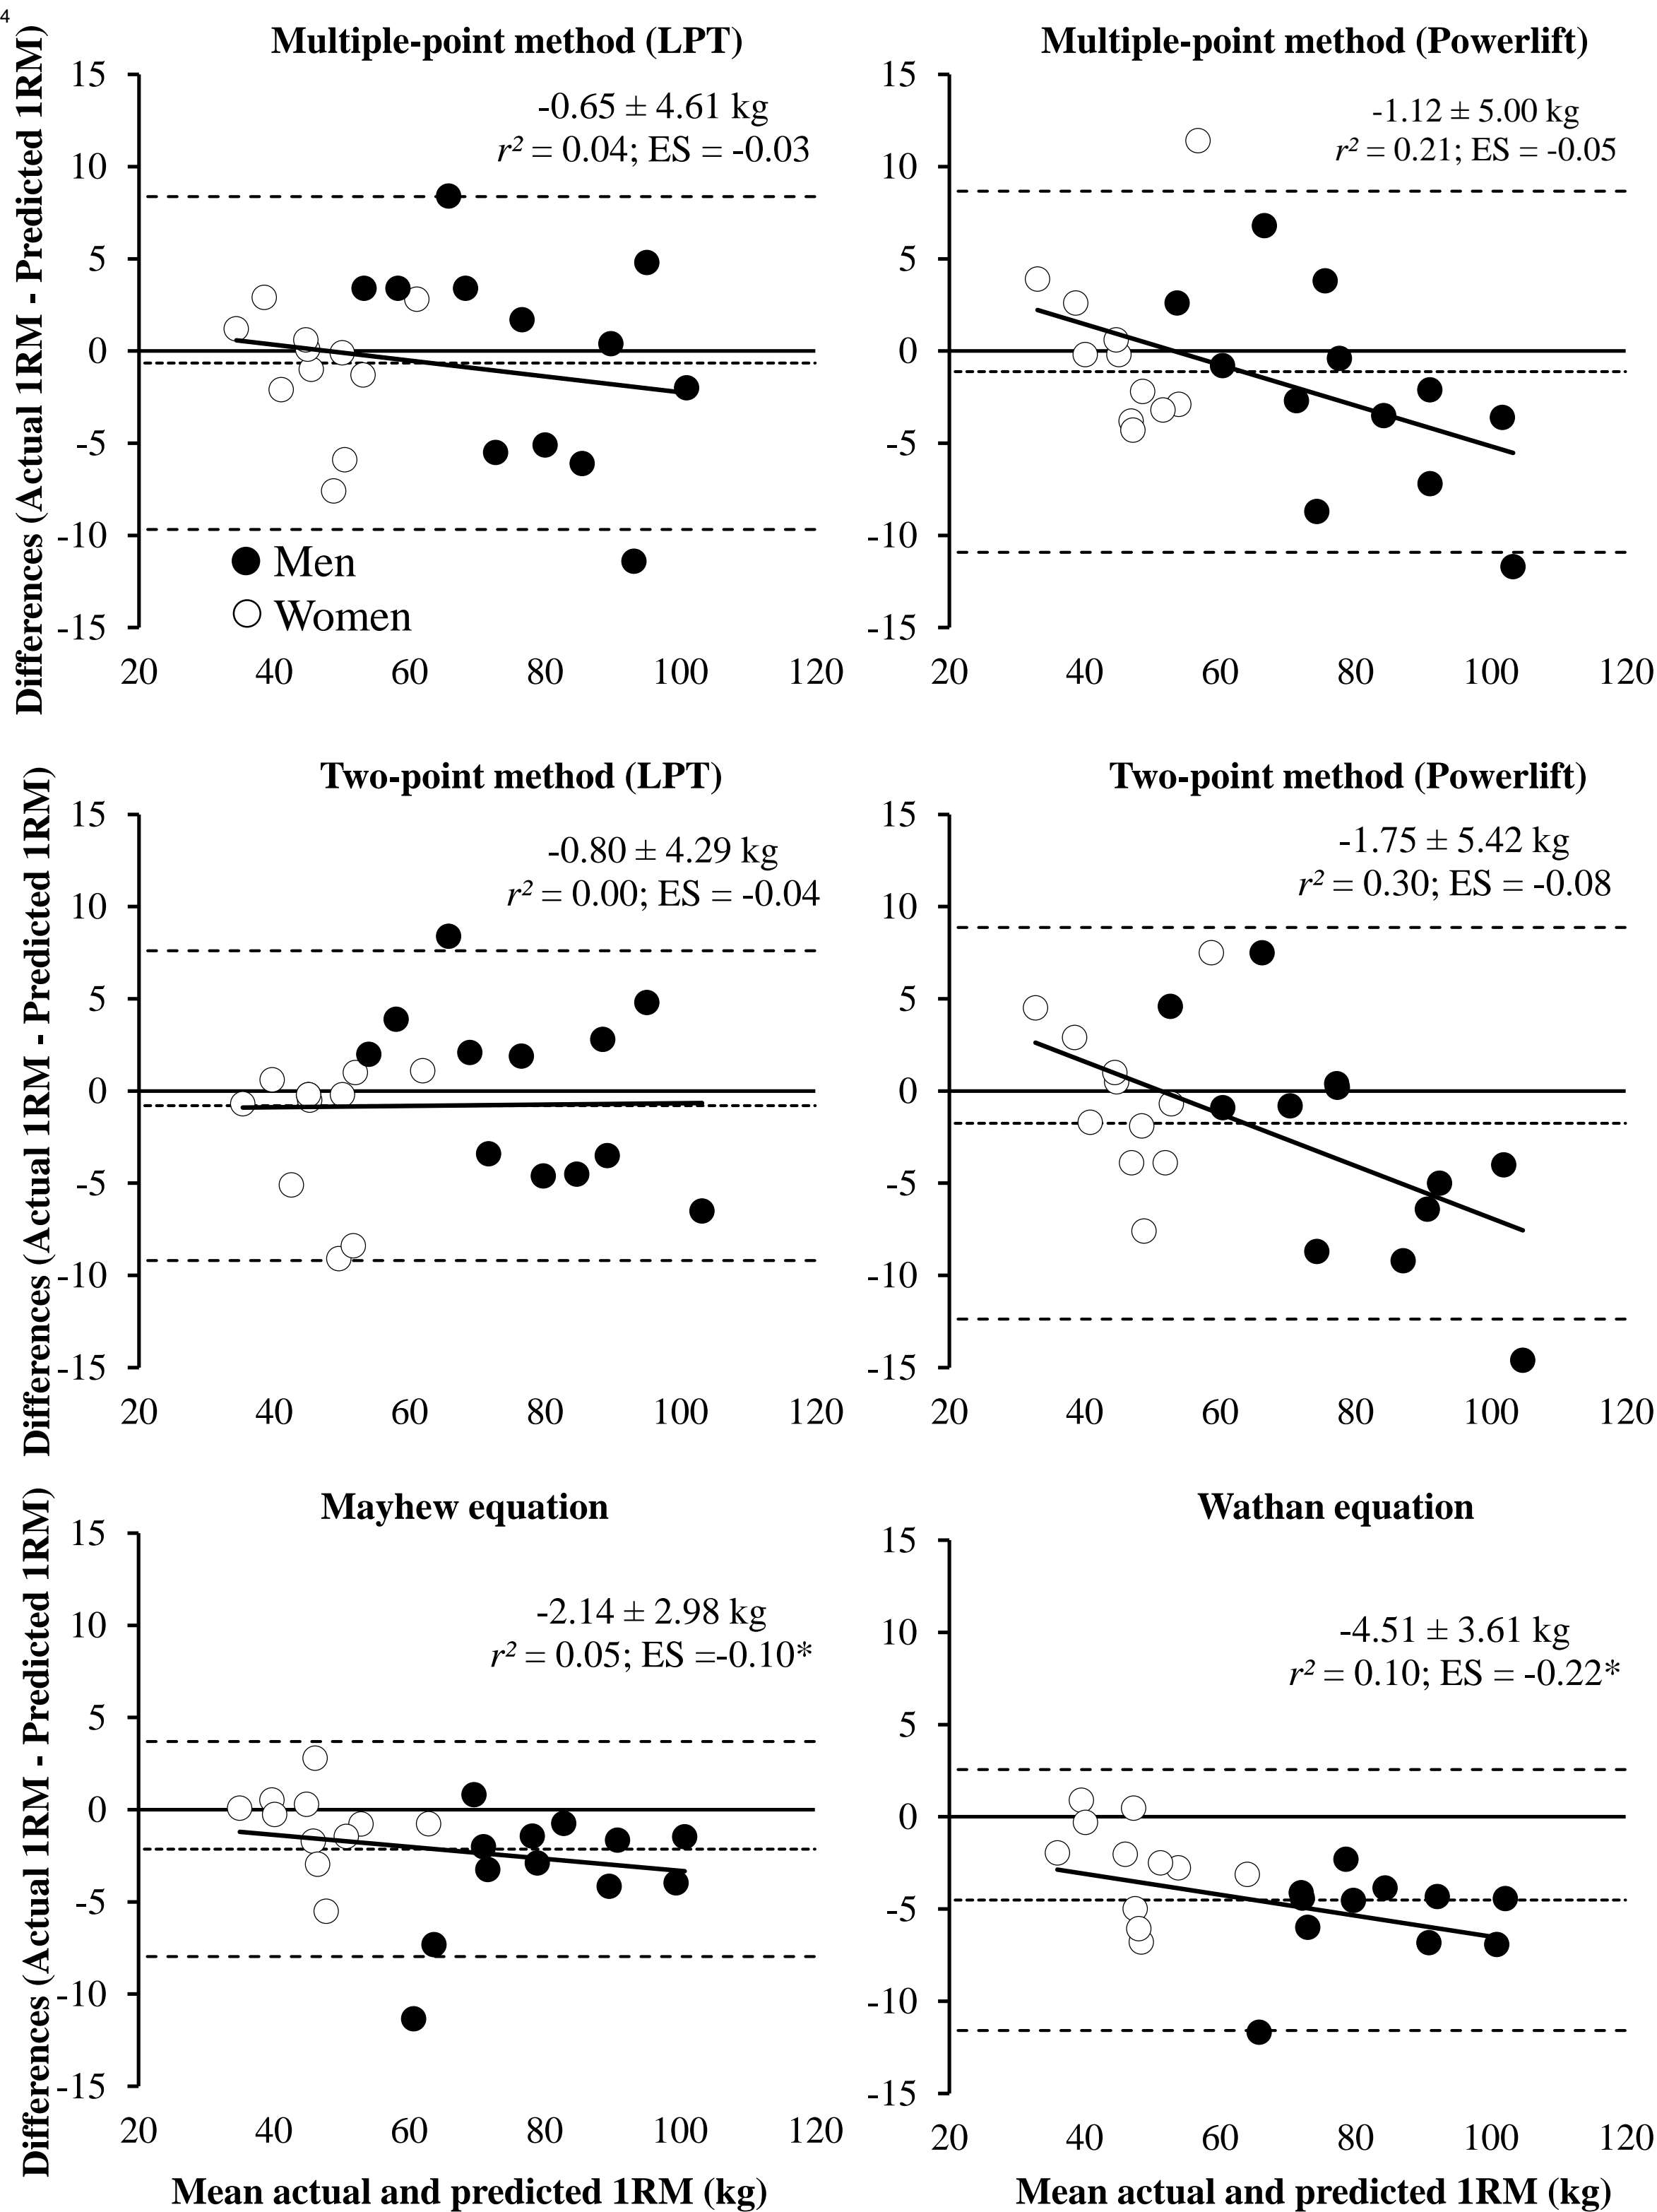 4
Multiple-point method (LPT)
Differences (Actual 1RM - Predicted 1RM)
-0.65 ± 4.61 kg
r² = 0.04; ES = -0.03
15
10
5
0
-5
-10
-15
Men
Women
20 40 60 80 100 120
Multiple-point method (Powerlift)
-1.12 ± 5.00 kg
r² = 0.21; ES = -0.05
15
10
5
0
-5
-10
-15
20 40 60 80 100 120
Two-point method (LPT)
Differences (Actual 1RM - Predicted 1RM)
-0.80 ± 4.29 kg
r² = 0.00; ES = -0.04
15
10
5
0
-5
-10
-15
20 40 60 80 100 120
Two-point method (Powerlift)
-1.75 ± 5.42 kg
r² = 0.30; ES = -0.08
15
10
5
0
-5
-10
-15
20 40 60 80 100 120
Mayhew equation
Differences (Actual 1RM - Predicted 1RM)
-2.14 ± 2.98 kg
r² = 0.05; ES =-0.10*
15
10
5
0
-5
-10
-15
20 40 60 80 100 120
Mean actual and predicted 1RM (kg)
Wathan equation
-4.51 ± 3.61 kg
r² = 0.10; ES = -0.22*
15
10
5
0
-5
-10
-15
20 40 60 80 100 120
Mean actual and predicted 1RM (kg)